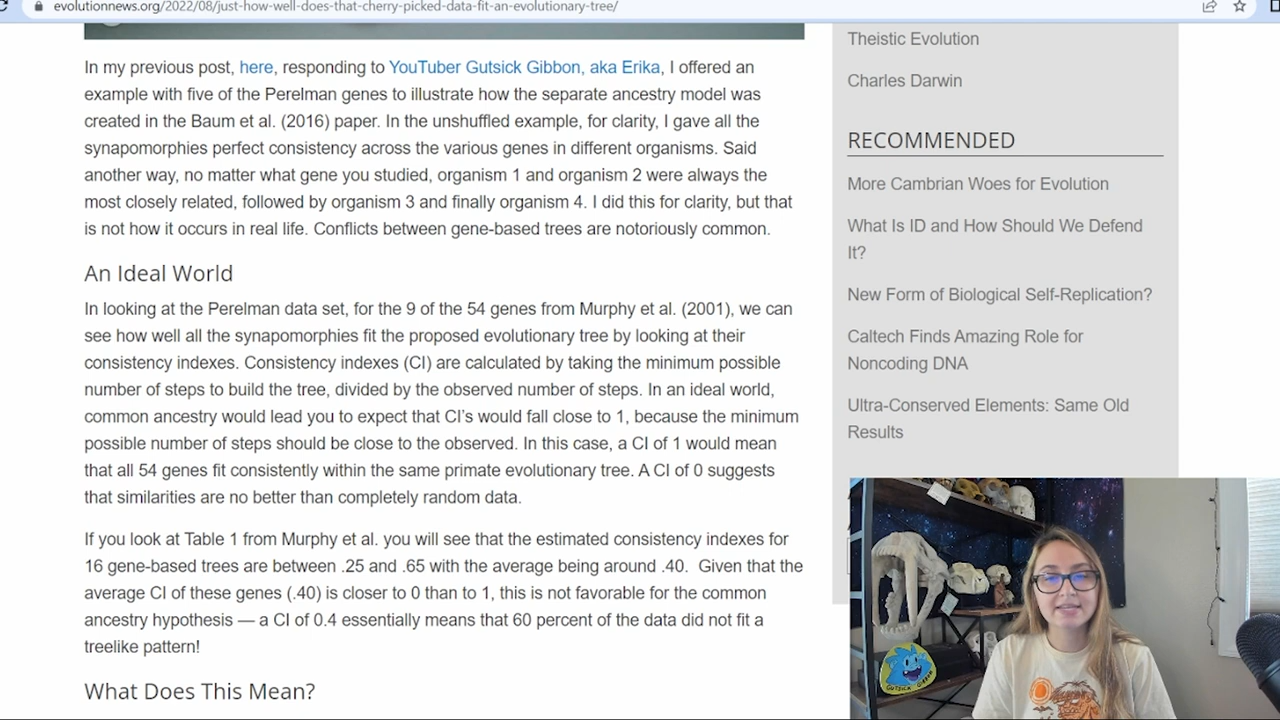 evolutionnews.org/2022/08/just-how-well-does-that-cherry-picked-data-fit-an-evolutionary-tree/
In my previous post, here, responding to YouTuber Gutsick Gibbon, aka Erika, I offered an
example with five of the Perelman genes to illustrate how the separate ancestry model was
created in the Baum et al. (2016) paper. In the unshuffled example, for clarity, I gave all the
synapomorphies perfect consistency across the various genes in different organisms. Said
another way, no matter what gene you studied, organism 1 and organism 2 were always the
most closely related, followed by organism 3 and finally organism 4. I did this for clarity, but that
is not how it occurs in real life. Conflicts between gene-based trees are notoriously common.
An Ideal World
In looking at the Perelman data set, for the 9 of the 54 genes from Murphy et al. (2001), we can
see how well all the synapomorphies fit the proposed evolutionary tree by looking at their
consistency indexes. Consistency indexes (CI) are calculated by taking the minimum possible
number of steps to build the tree, divided by the observed number of steps. In an ideal world,
common ancestry would lead you to expect that CI's would fall close to 1, because the minimum
possible number of steps should be close to the observed. In this case, a CI of 1 would mean
that all 54 genes fit consistently within the same primate evolutionary tree. A CI of 0 suggests
that similarities are no better than completely random data.
If you look at Table 1 from Murphy et al. you will see that the estimated consistency indexes for
16 gene-based trees are between .25 and .65 with the average being around .40.  Given that the
average CI of these genes (.40) is closer to 0 than to 1, this is not favorable for the common
ancestry hypothesis — a CI of 0.4 essentially means that 60 percent of the data did not fit a
treelike pattern!
What Does This Mean?
Theistic Evolution
Charles Darwin
RECOMMENDED
More Cambrian Woes for Evolution
What Is ID and How Should We Defend
It?
New Form of Biological Self-Replication?
Caltech Finds Amazing Role for
Noncoding DNA
Ultra-Conserved Elements: Same Old
Results
GUTSICK GIBBON